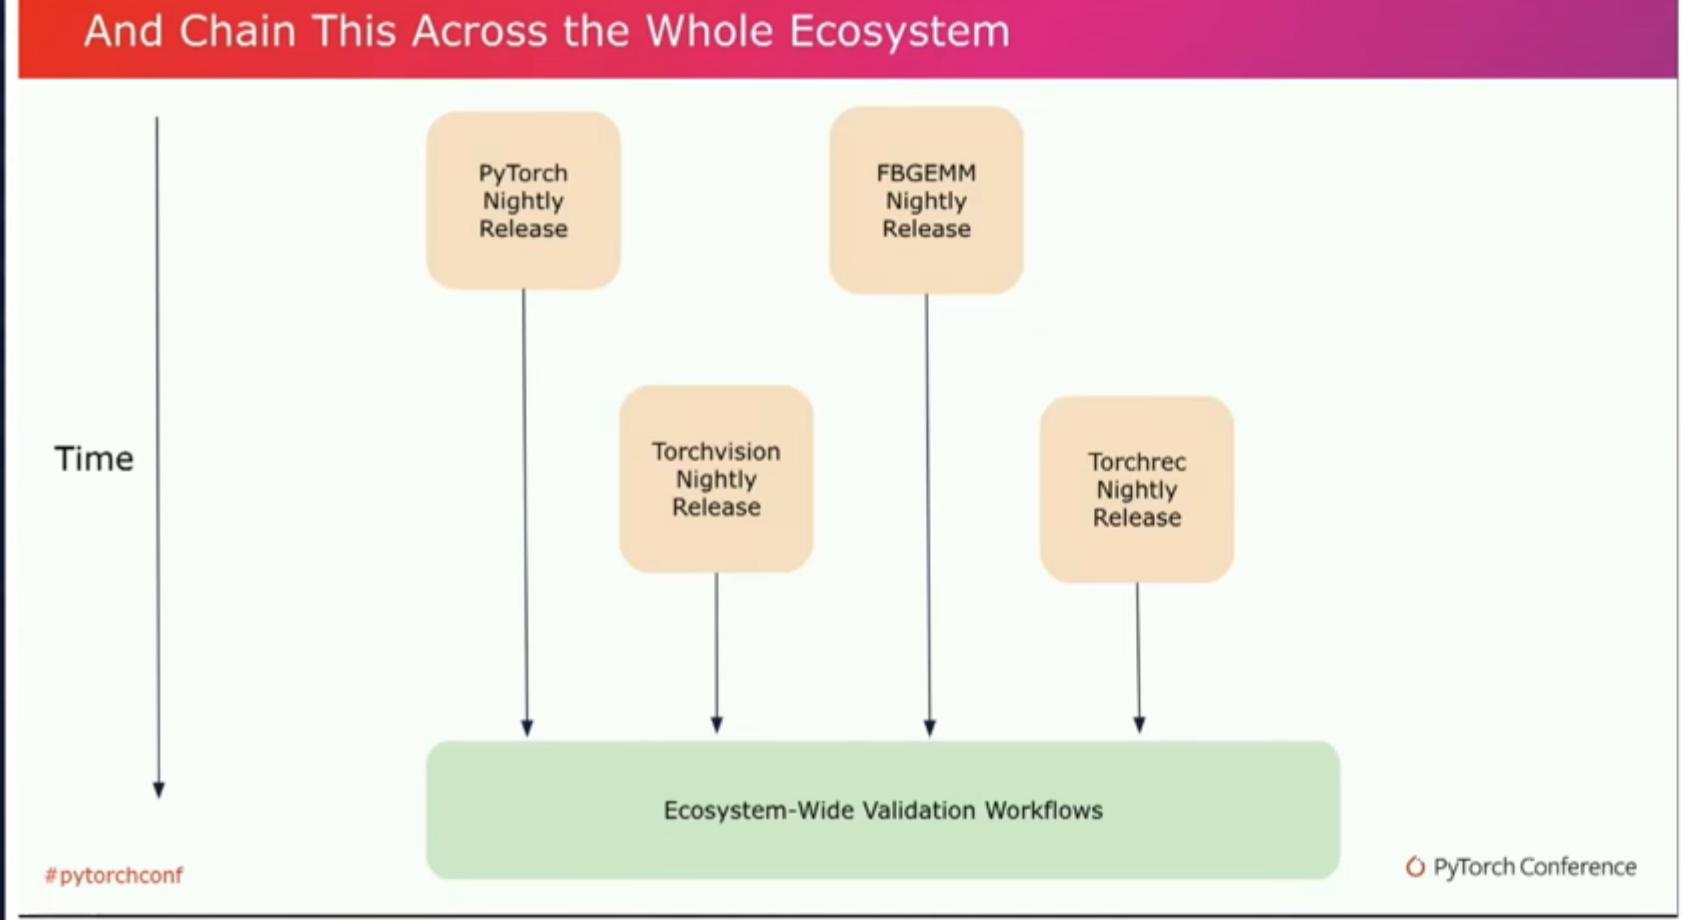 And Chain This Across the Whole Ecosystem
PyTorch
Nightly
Release
FBGEMM
Nightly
Release
Time
Torchvision
Nightly
Release
Torchrec
Nightly
Release
Ecosystem-Wide Validation Workflows
#pytorchconf
PyTorch Conference